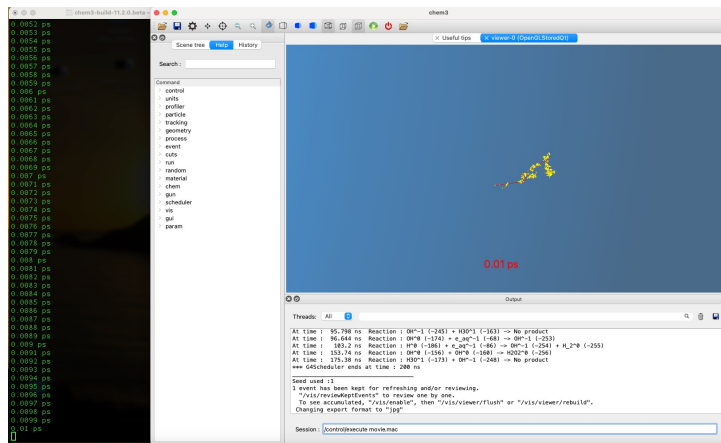 chem3-build-11.2.0.beta
0.0052 ps
0.0053 ps
0.0054 ps
0.0055 ps
0.0056 ps
0.0057 ps
0.0058 ps
0.0059 ps
0.006 ps
0.0061 ps
0.0062 ps
0.0063 ps
0.0064 ps
0.0065 ps
0.0066 ps
0.0067 ps
0.0068 ps
0.0069 ps
0.007 ps
0.0071 ps
0.0072 ps
0.0073 ps
0.0074 ps
0.0075 ps
0.0076 ps
0.0077 ps
0.0078 ps
0.0079 ps
0.008 ps
0.0081 ps
0.0082 ps
0.0083 ps
0.0084 ps
0.0085 ps
0.0086 ps
0.0087 ps
0.0088 ps
0.0089 ps
0.009 ps
0.0091 ps
0.0092 ps
0.0093 ps
0.0094 ps
0.0095 ps
0.0096 ps
0.0097 ps
0.0098 ps
0.0099 ps
0.01 ps
chem3
Scene tree Help History
Search :
Command
control
units
profiler
particle
tracking
geometry
process
event
cuts
run
random
material
chem
gun
scheduler
vis
gui
param
Useful tips viewer-0 (OpenGLStoredQt)
0.01 ps
Output
Threads: All
At time : 95.798 ns Reaction : OH^-1 (-245) + H3O^1 (-163) -> No product
At time : 96.644 ns Reaction : OH^0 (-174) + e_aq^-1 (-68) -> OH^-1 (-253)
At time : 103.2 ns Reaction : H^0 (-186) + e_aq^-1 (-86) -> OH^-1 (-254) + H_2^0 (-255)
At time : 153.74 ns Reaction : OH^0 (-156) + OH^0 (-160) -> H2O2^0 (-256)
At time : 175.38 ns Reaction : H3O^1 (-173) + OH^-1 (-248) -> No product
*** G4Scheduler ends at time : 200 ns
Seed used :1
1 event has been kept for refreshing and/or reviewing.
"/vis/reviewKeptEvents" to review one by one.
To see accumulated, "/vis/enable", then "/vis/viewer/flush" or "/vis/viewer/rebuild".
Changing export format to "jpg"
Session : /control/execute movie.mac